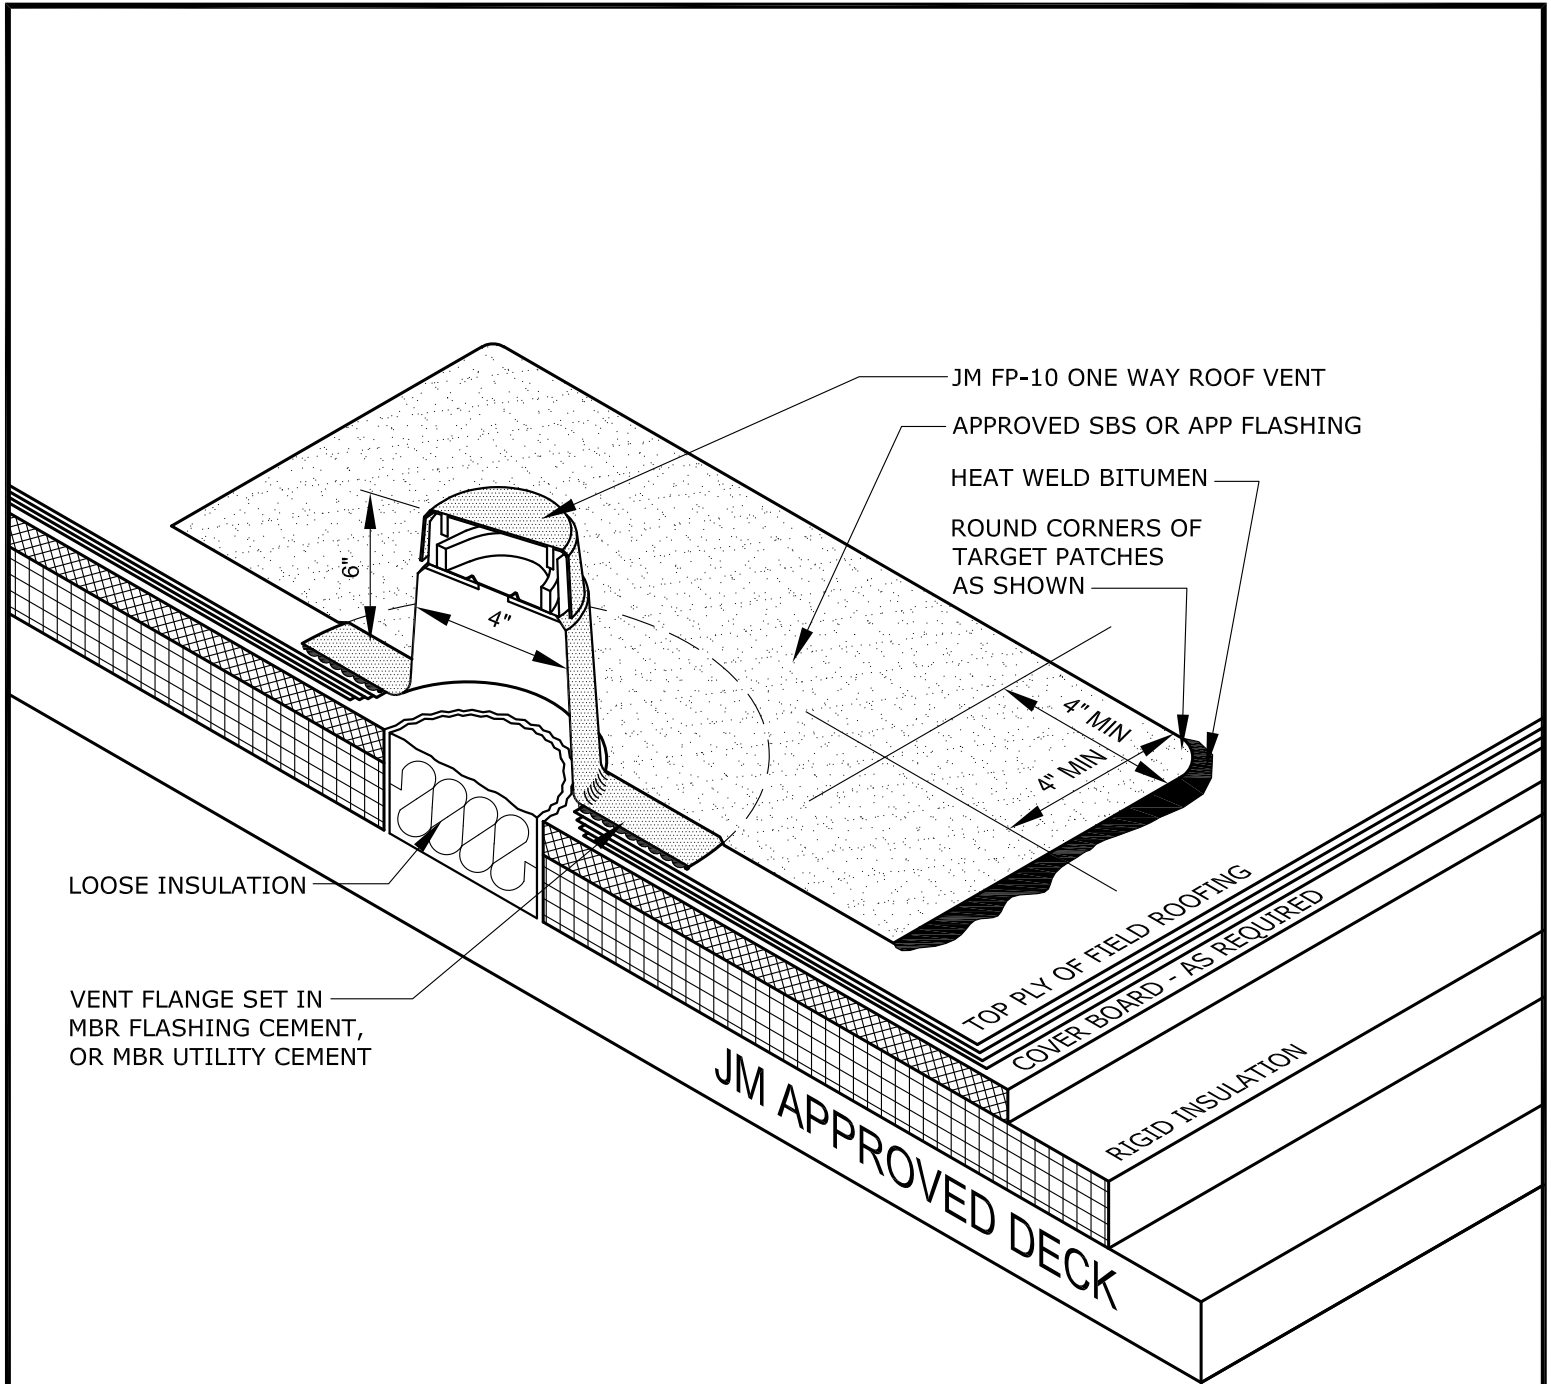 JM FP-10 ONE WAY ROOF VENT
APPROVED SBS OR APP FLASHING
HEAT WELD BITUMEN
ROUND CORNERS OF
TARGET PATCHES
AS SHOWN
6"
4"
4" MIN
4" MIN
LOOSE INSULATION
VENT FLANGE SET IN
MBR FLASHING CEMENT,
OR MBR UTILITY CEMENT
TOP PLY OF FIELD ROOFING
COVER BOARD - AS REQUIRED
RIGID INSULATION
JM APPROVED DECK